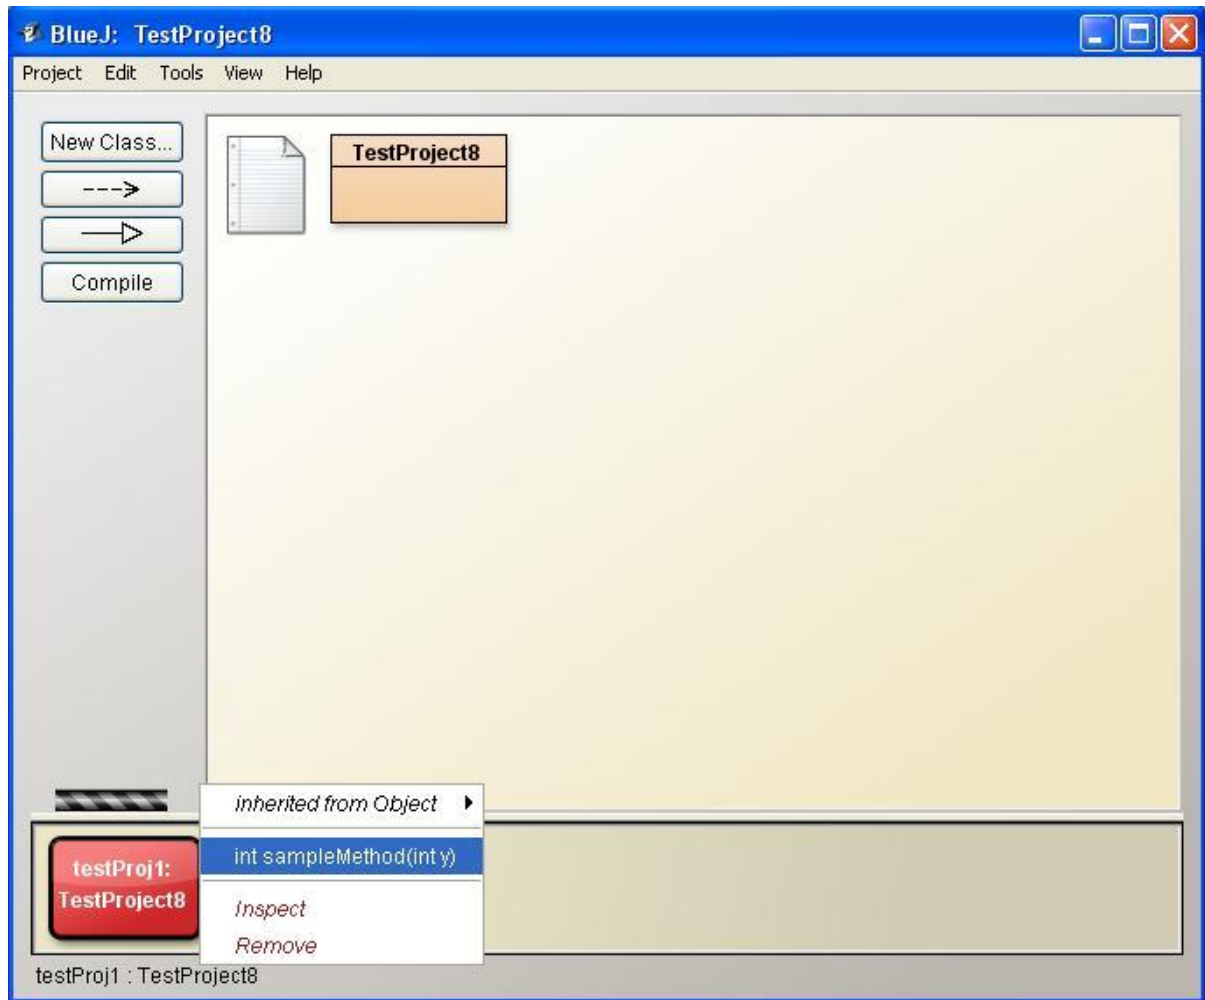 BlueJ: TestProject8
Project Edit Tools View Help
New Class...
TestProject8
Compile
inherited from Object
int sampleMethod(int y)
Inspect
Remove
testProj1:
TestProject8
testProj1 : TestProject8